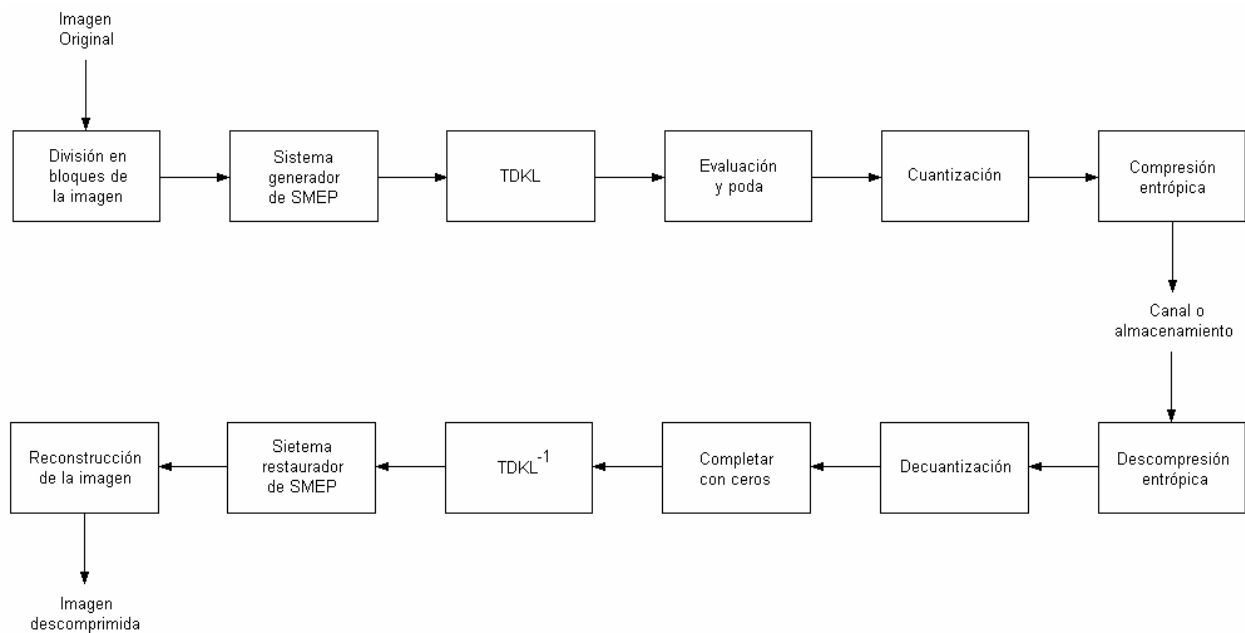 Imagen
Original
División en
bloques de
la imagen
Sistema
generador
de SMEP
TDKL
Evaluación
y poda
Cuantización
Compresión
entrópica
Canal o
almacenamiento
Reconstrucción
de la imagen
Sietema
restaurador
de SMEP
TDKL-1
Completar
con ceros
Decuantización
Descompresión
entrópica
Imagen
descomprimida